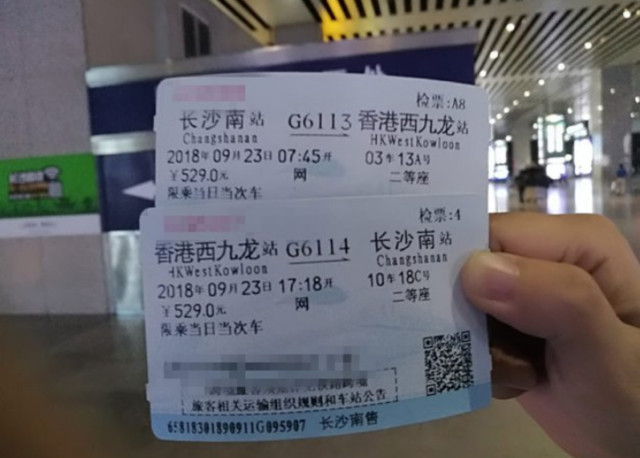 检票:A8
长沙南站 G6113 香港西九龙站
Changshanan HKWestKowloon
2018年09月23日 07:45开 03车13A号
￥529.0元 网 二等座
限乘当日当次车
检票:4
香港西九龙站 G6114 长沙南站
HKWestKowloon Changshanan
2018年09月23日 17:18开 10车18C号
￥529.0元 网 二等座
限乘当日当次车
旅客相关运输组织规则和车站公告
65818301890911G095907 长沙南售